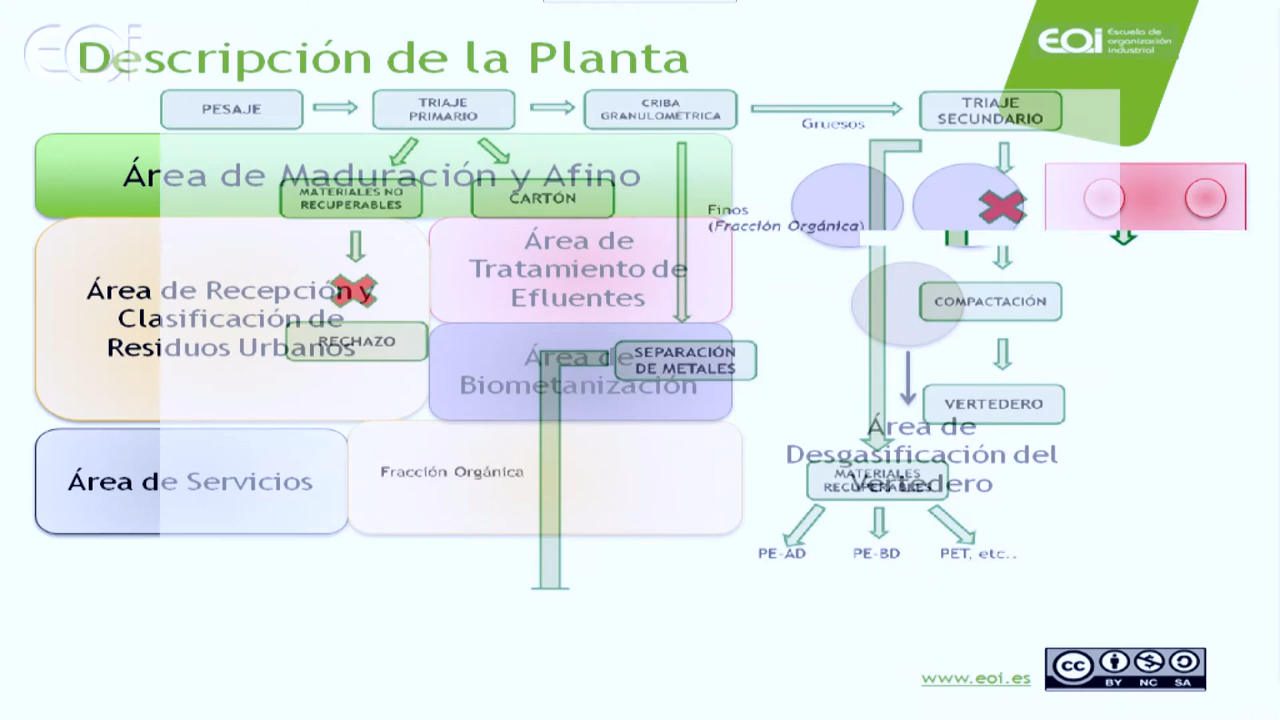 Descripción de la Planta
EOI
EOI Escuela de
organización
industrial
PESAJE
TRIAJE
PRIMARIO
CRIBA
GRANULOMÉTRICA
Gruesos
TRIAJE
SECUNDARIO
Área de Maduración y Afino
MATERIALES NO
RECUPERABLES
CARTÓN
Finos
(Fracción Orgánica)
Área de
Tratamiento de
Efluentes
Área de Recepción y
Clasificación de
Residuos Urbanos
RECHAZO
COMPACTACIÓN
SEPARACIÓN
DE METALES
Área de
Biometanización
VERTEDERO
Área de
Desgasificación del
Vertedero
MATERIALES
RECUPERABLES
Área de Servicios
Fracción Orgánica
PE-AD
PE-BD
PET, etc..
www.eoi.es
cc
BY NC SA